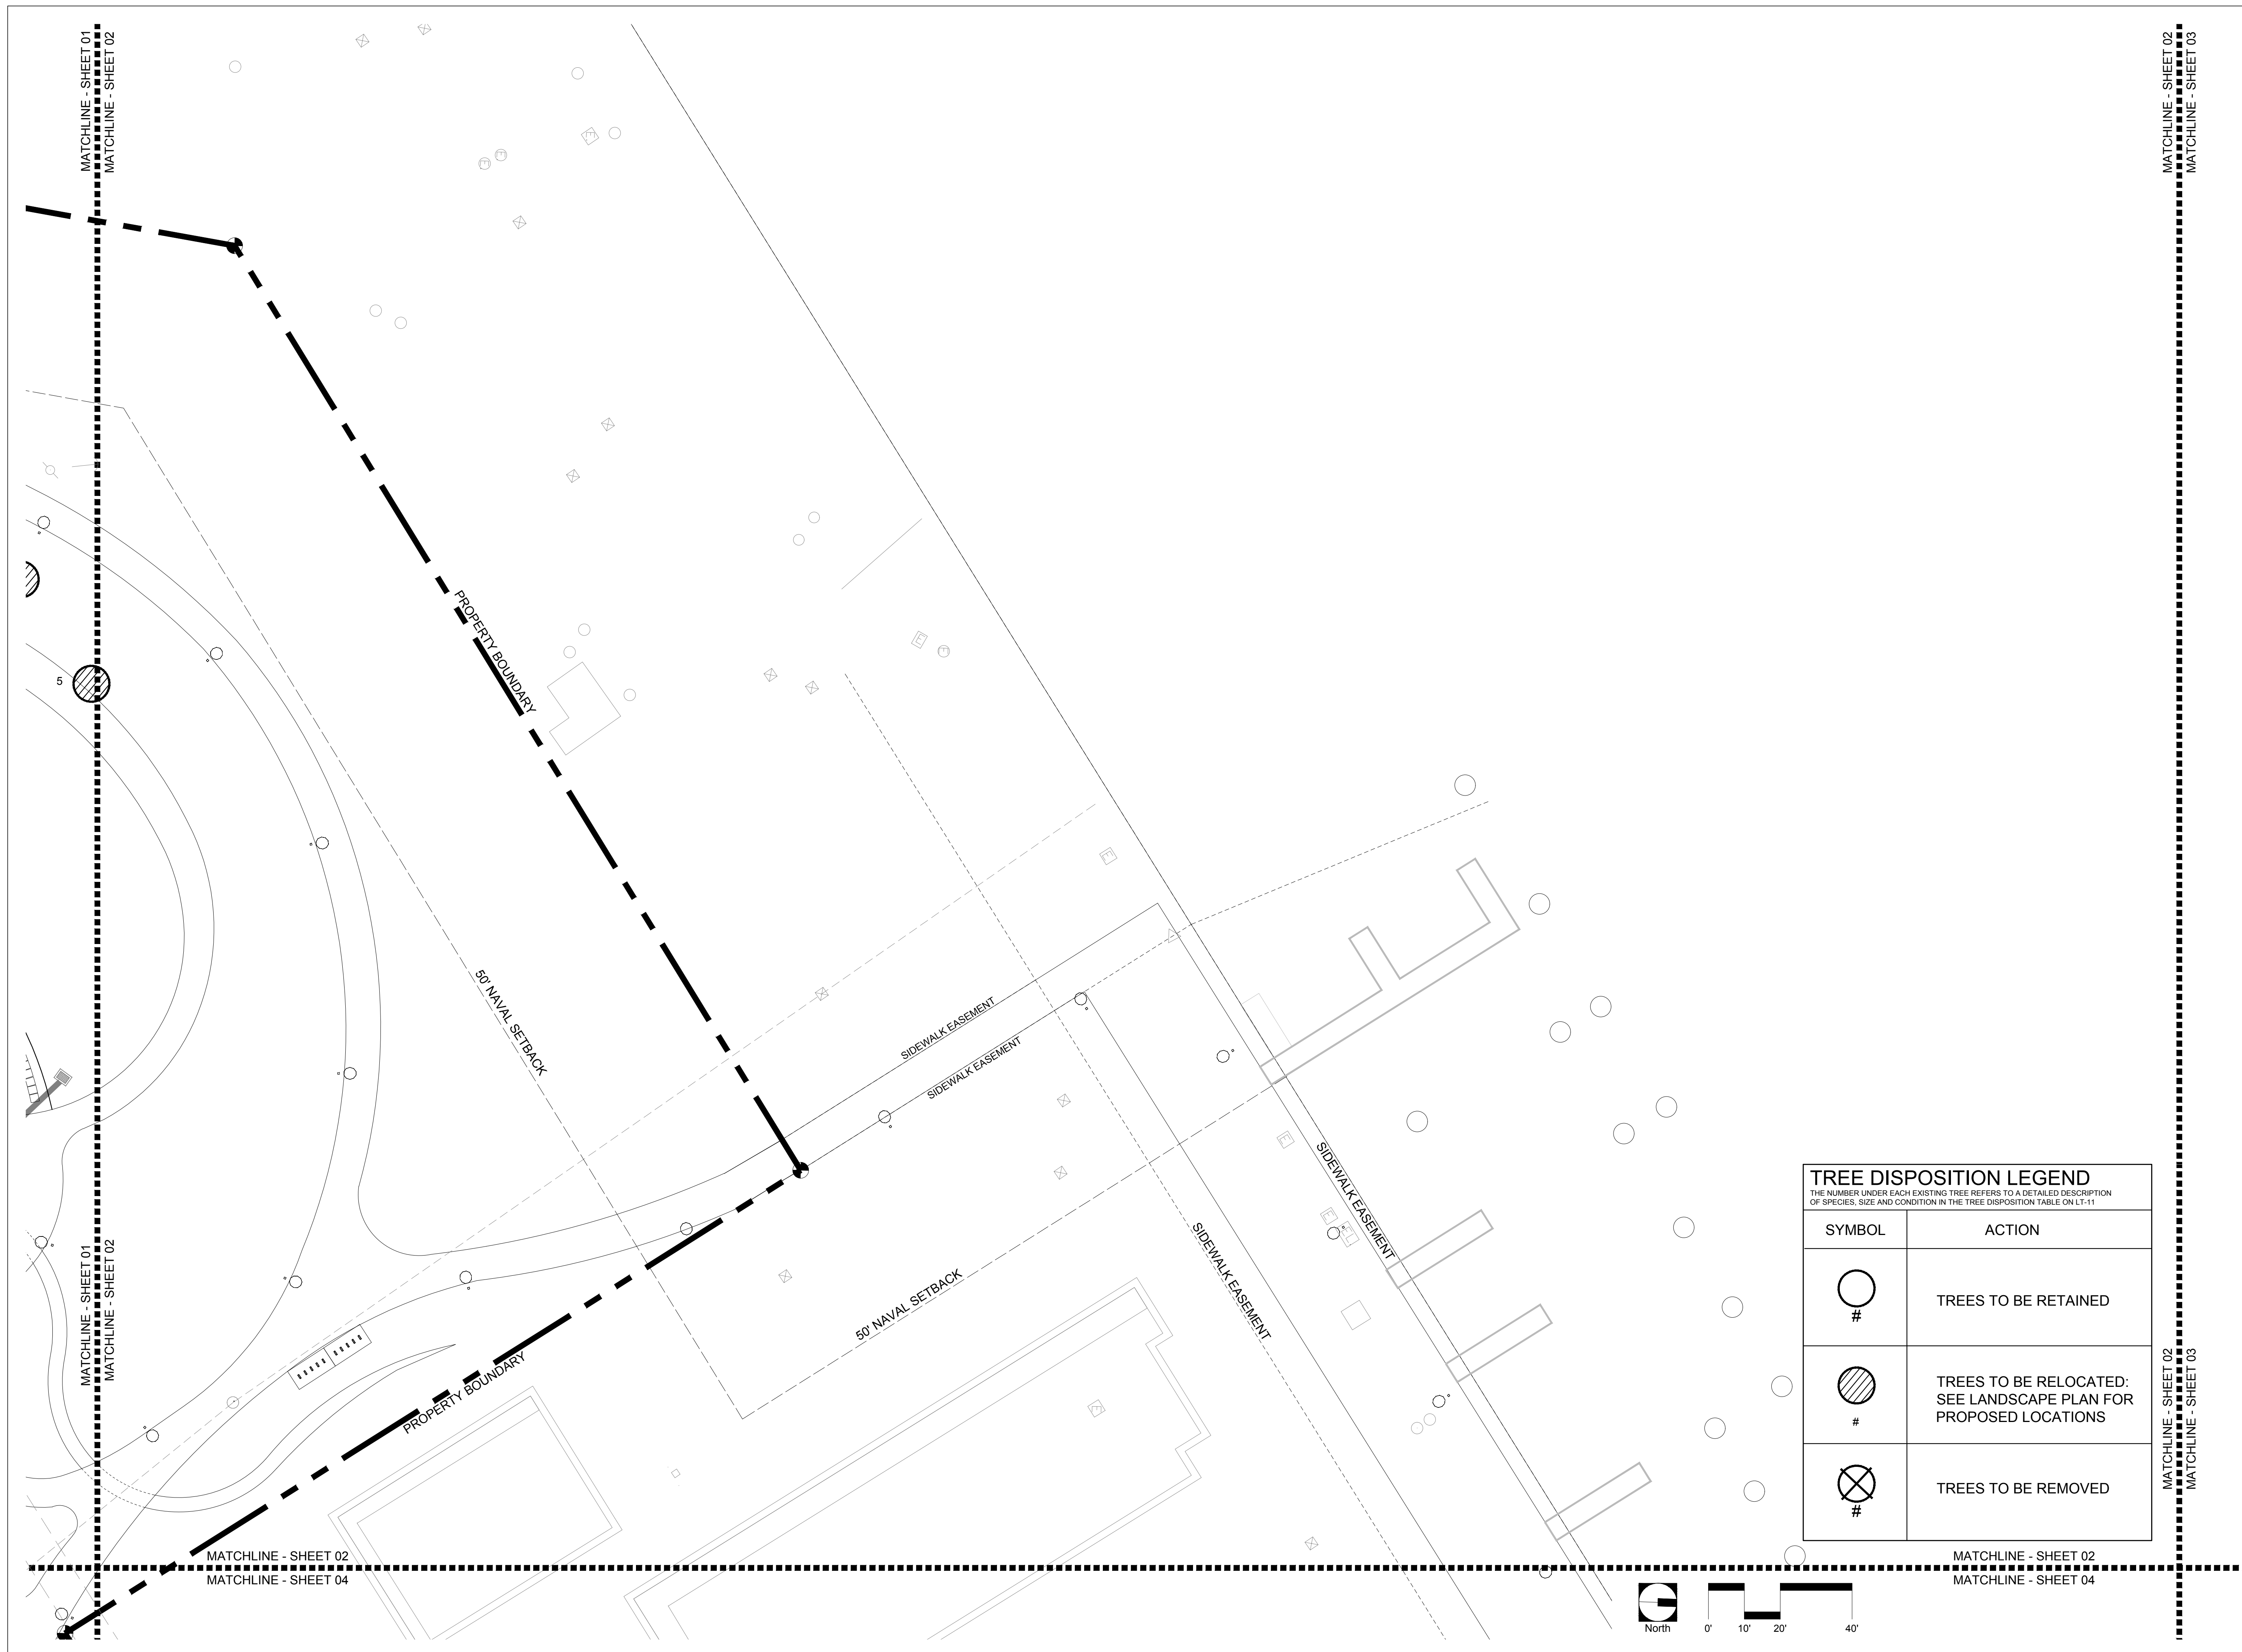 MATCHLINE - SHEET 01
MATCHLINE - SHEET 02
MATCHLINE - SHEET 02
MATCHLINE - SHEET 03
PROPERTY BOUNDARY
5
50' NAVAL SETBACK
SIDEWALK EASEMENT
SIDEWALK EASEMENT
SIDEWALK EASEMENT
SIDEWALK EASEMENT
50' NAVAL SETBACK
PROPERTY BOUNDARY
MATCHLINE - SHEET 01
MATCHLINE - SHEET 02
TREE DISPOSITION LEGEND
THE NUMBER UNDER EACH EXISTING TREE REFERS TO A DETAILED DESCRIPTION
OF SPECIES, SIZE AND CONDITION IN THE TREE DISPOSITION TABLE ON LT-11
SYMBOL
ACTION
#
TREES TO BE RETAINED
#
TREES TO BE RELOCATED:
SEE LANDSCAPE PLAN FOR
PROPOSED LOCATIONS
#
TREES TO BE REMOVED
MATCHLINE - SHEET 02
MATCHLINE - SHEET 03
MATCHLINE - SHEET 02
MATCHLINE - SHEET 04
MATCHLINE - SHEET 02
MATCHLINE - SHEET 04
North
0' 10' 20' 40'